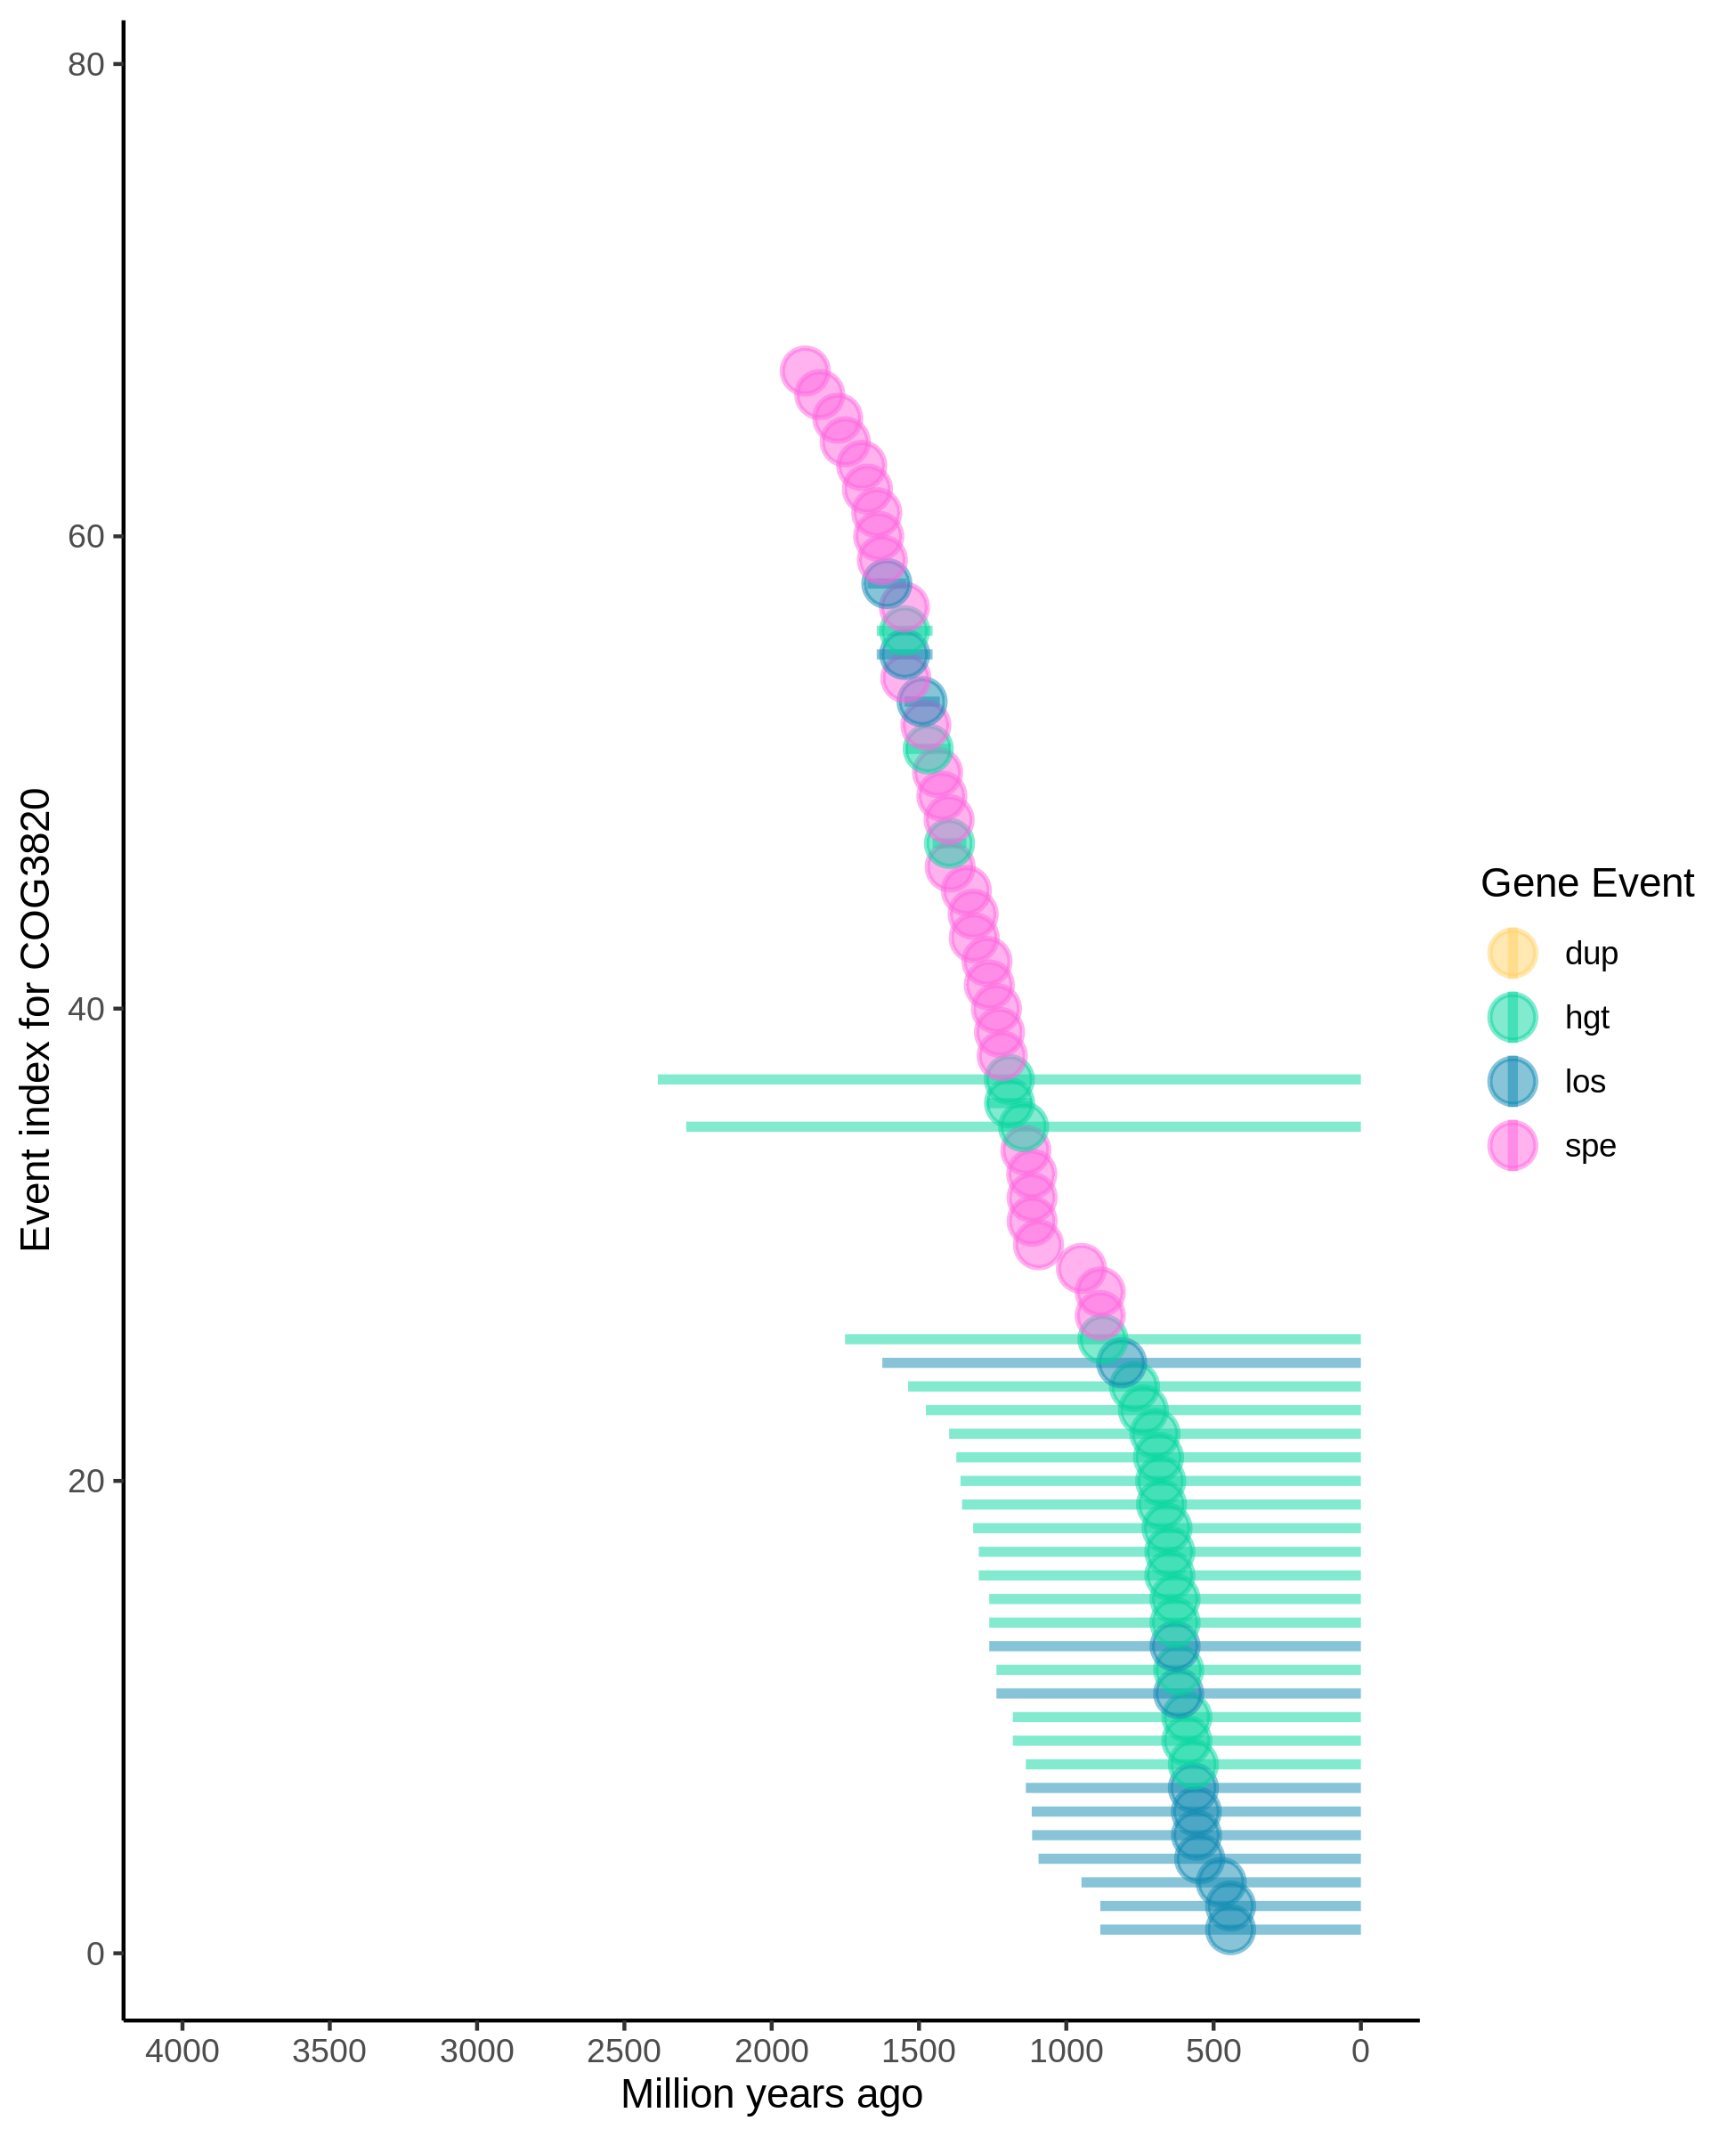 80
60
40
20
0
Event index for COG3820
4000 3500 3000 2500 2000 1500 1000 500 0
Million years ago
Gene Event
dup
hgt
los
spe